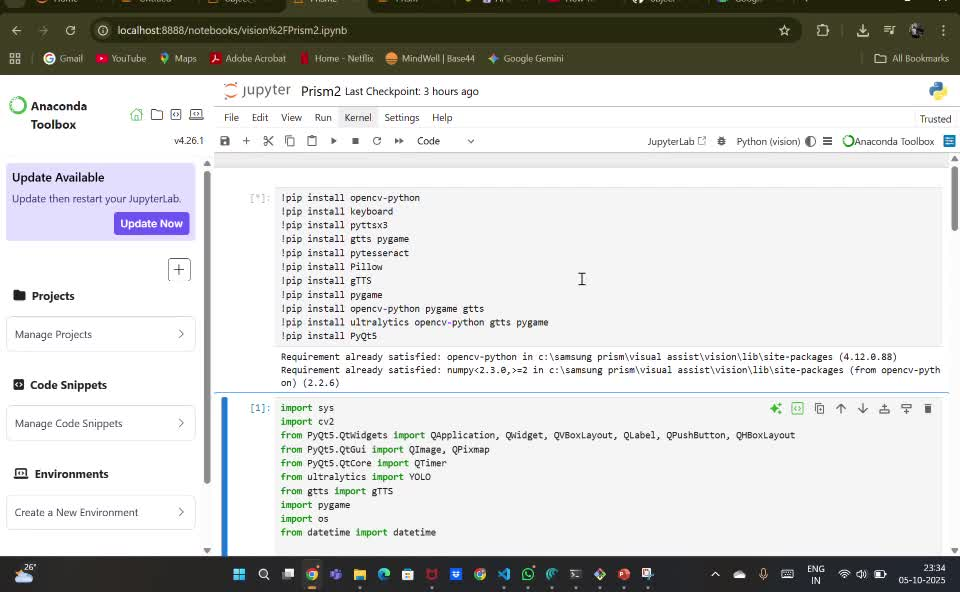 localhost:8888/notebooks/vision%2FPrism2.ipynb
Gmail YouTube Maps Adobe Acrobat Home - Netflix MindWell | Base44 Google Gemini All Bookmarks
Anaconda Toolbox
v4.26.1
Update Available
Update then restart your JupyterLab.
Update Now
Projects
Manage Projects
Code Snippets
Manage Code Snippets
Environments
Create a New Environment
jupyter Prism2 Last Checkpoint: 3 hours ago
File Edit View Run Kernel Settings Help Trusted
Code JupyterLab Python (vision) Anaconda Toolbox
[*]:
!pip install opencv-python
!pip install keyboard
!pip install pyttsx3
!pip install gtts pygame
!pip install pytesseract
!pip install Pillow
!pip install gTTS
!pip install pygame
!pip install opencv-python pygame gtts
!pip install ultralytics opencv-python gtts pygame
!pip install PyQt5
Requirement already satisfied: opencv-python in c:\samsung prism\visual assist\vision\lib\site-packages (4.12.0.88)
Requirement already satisfied: numpy<2.3.0,>=2 in c:\samsung prism\visual assist\vision\lib\site-packages (from opencv-pyth
on) (2.2.6)
[1]:
import sys
import cv2
from PyQt5.QtWidgets import QApplication, QWidget, QVBoxLayout, QLabel, QPushButton, QHBoxLayout
from PyQt5.QtGui import QImage, QPixmap
from PyQt5.QtCore import QTimer
from ultralytics import YOLO
from gtts import gTTS
import pygame
import os
from datetime import datetime
26°
ENG
IN
23:34
05-10-2025